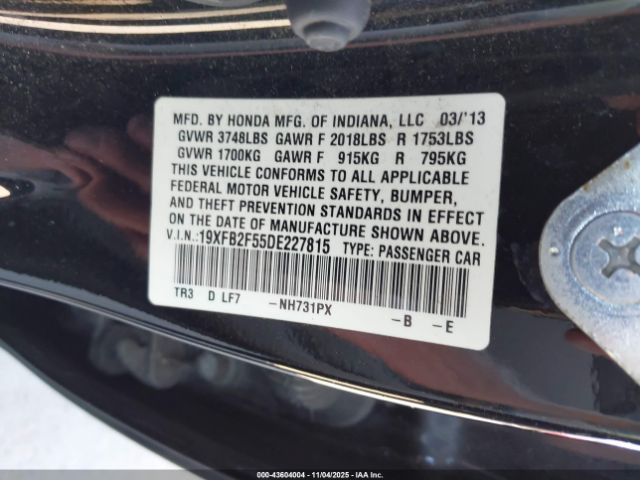 MFD. BY HONDA MFG. OF INDIANA, LLC 03/'13
GVWR 3748LBS GAWR F 2018LBS R 1753LBS
GVWR 1700KG GAWR F 915KG R 795KG
THIS VEHICLE CONFORMS TO ALL APPLICABLE
FEDERAL MOTOR VEHICLE SAFETY, BUMPER,
AND THEFT PREVENTION STANDARDS IN EFFECT
ON THE DATE OF MANUFACTURE SHOWN ABOVE.
V.I.N.: 19XFB2F55DE227815 TYPE: PASSENGER CAR
TR3 D LF7 -NH731PX -B -E
000-43604004 | 11/04/2025 | IAA Inc.